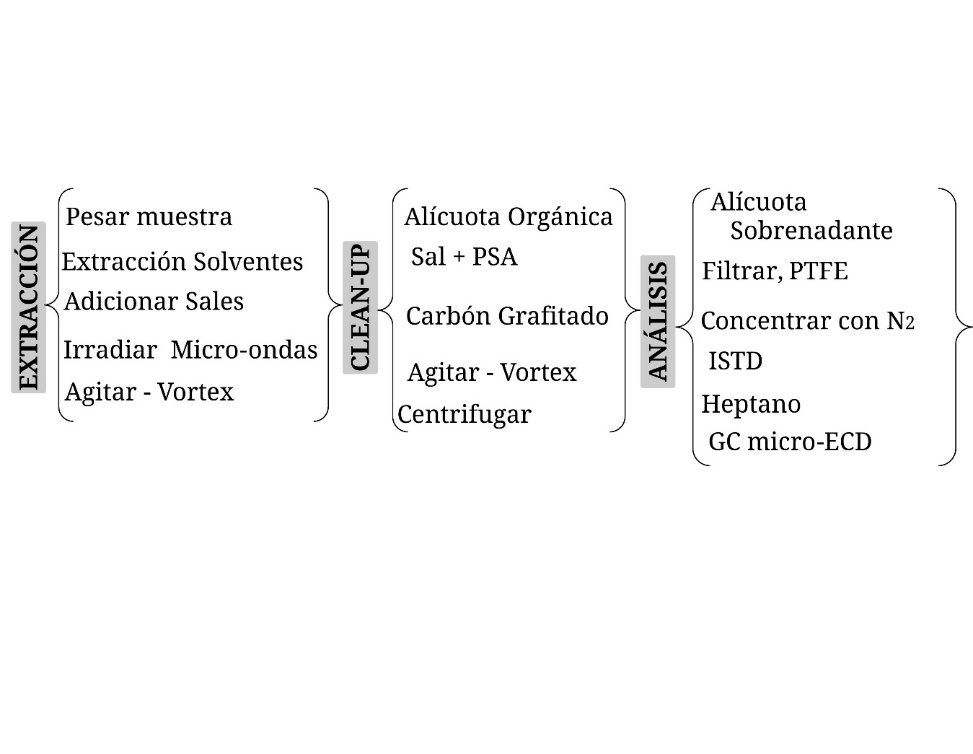 EXTRACCIÓN
Pesar muestra
Extracción Solventes
Adicionar Sales
Irradiar Micro-ondas
Agitar - Vortex
CLEAN-UP
Alícuota Orgánica
Sal + PSA
Carbón Grafitado
Agitar - Vortex
Centrifugar
ANÁLISIS
Alícuota
Sobrenadante
Filtrar, PTFE
Concentrar con N2
ISTD
Heptano
GC micro-ECD